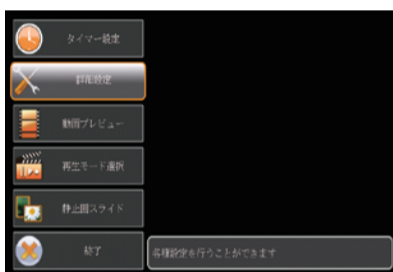 タイマー設定
詳細設定
動画プレビュー
再生モード選択
静止画スライド
終了
各種設定を行うことができます